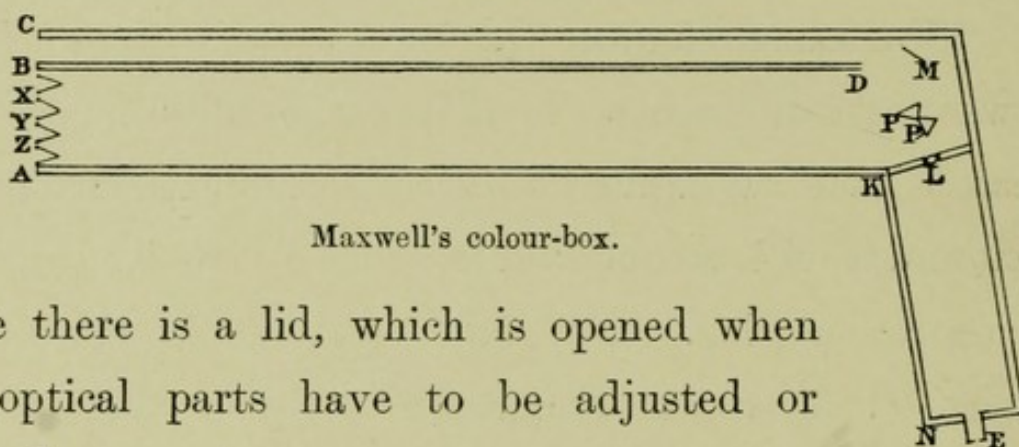 C
B
D
M
X
Y
P
P
Z
A
L
K
Maxwell's colour-box.
there is a lid, which is opened when
optical parts have to be adjusted or
N
E